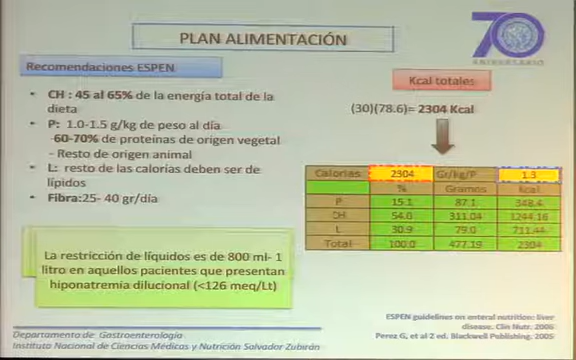 PLAN ALIMENTACIÓN
70
ANIVERSARIO
Recomendaciones ESPEN
• CH : 45 al 65% de la energía total de la
dieta
• P: 1.0-1.5 g/kg de peso al día
-60-70% de proteínas de origen vegetal
- Resto de origen animal
• L: resto de las calorías deben ser de
lípidos
• Fibra:25- 40 gr/día
La restricción de líquidos es de 800 ml- 1
litro en aquellos pacientes que presentan
hiponatremia dilucional (<126 meq/Lt)
Kcal totales
(30)(78.6)= 2304 Kcal
Calorías 2304 Gr/kg/P 1.3
% Gramos kcal
P 15.1 87.1 348.4
CH 54.0 311.04 1244.16
L 30.9 79.0 711.44
Total 100.0 477.19 2304
ESPEN guidelines on enteral nutrition: liver
disease. Clin Nutr. 2006
Perez G, et al 2 ed. Blackwell Publishing. 2005
Departamento de Gastroenterología
Instituto Nacional de Ciencias Médicas y Nutrición Salvador Zubirán